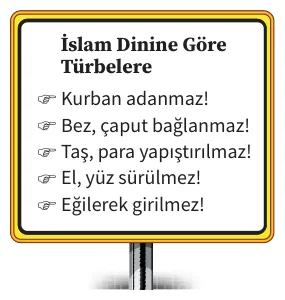 İslam Dinine Göre
Türbelere
☞ Kurban adanmaz!
☞ Bez, çaput bağlanmaz!
☞ Taş, para yapıştırılmaz!
☞ El, yüz sürülmez!
☞ Eğilerek girilmez!